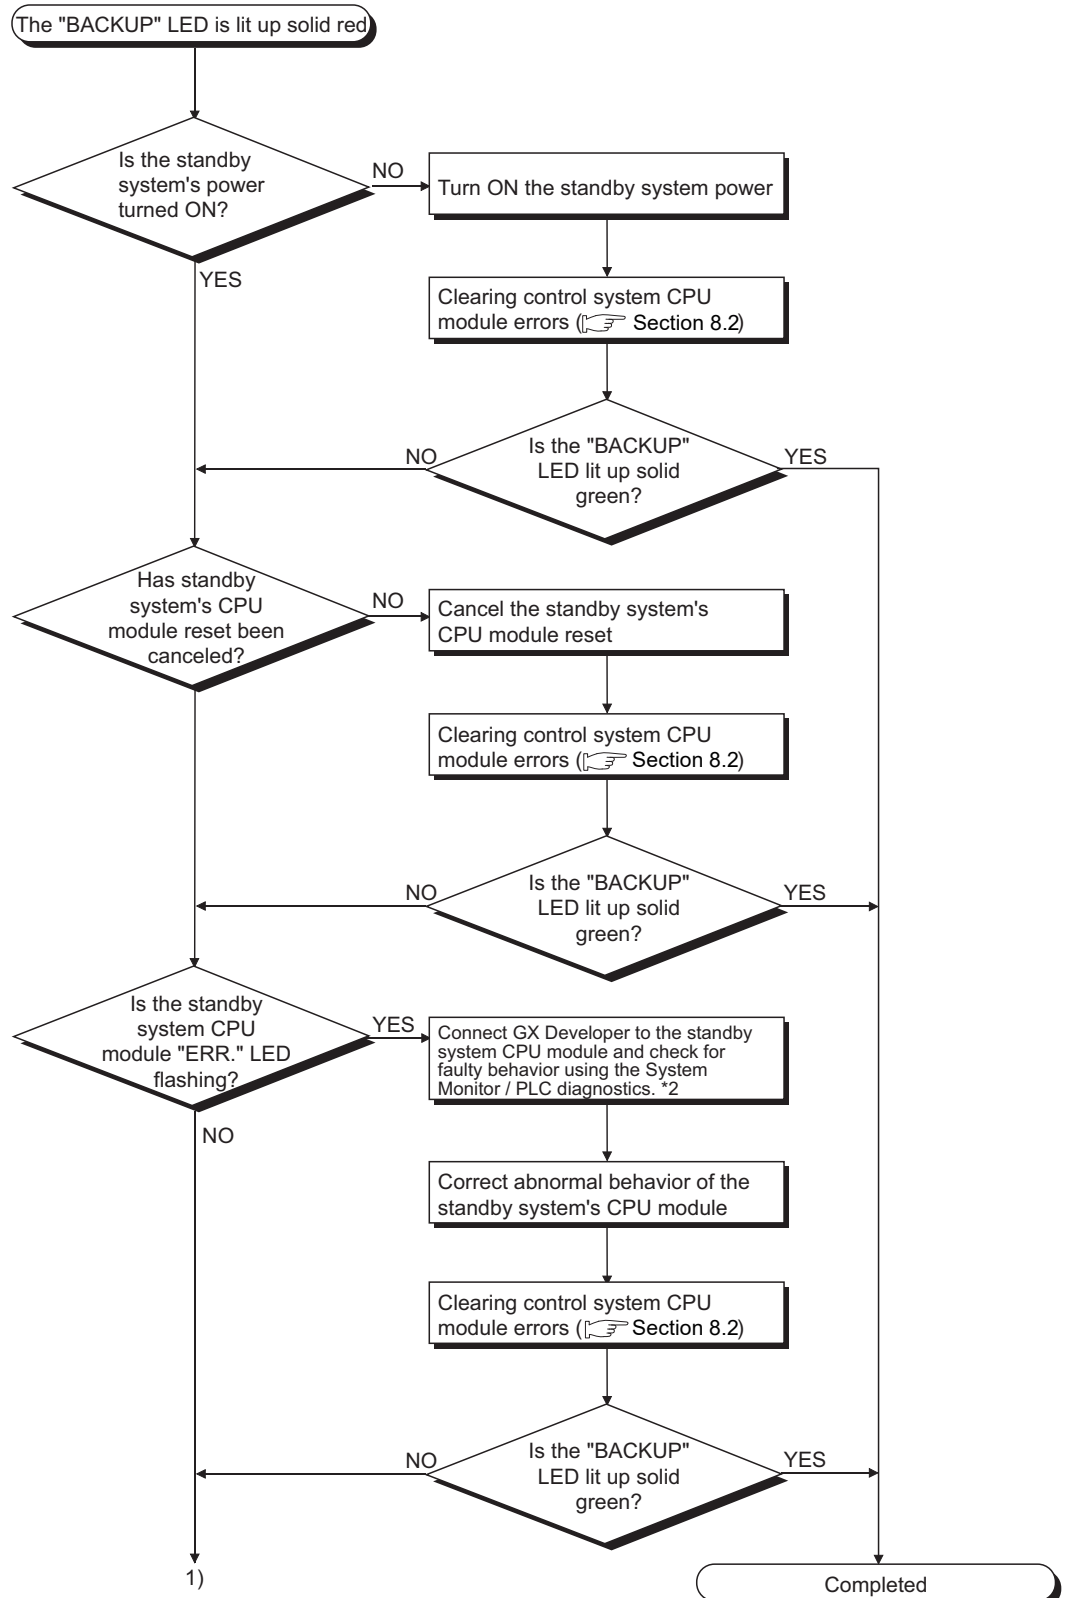 The "BACKUP" LED is lit up solid red
Is the standby
system's power
turned ON?
NO
Turn ON the standby system power
YES
Clearing control system CPU
module errors ( Section 8.2)
Is the "BACKUP"
LED lit up solid
green?
NO
YES
Has standby
system's CPU
module reset been
canceled?
NO
Cancel the standby system's
CPU module reset
Clearing control system CPU
module errors ( Section 8.2)
Is the "BACKUP"
LED lit up solid
green?
NO
YES
Is the standby
system CPU
module "ERR." LED
flashing?
YES
Connect GX Developer to the standby
system CPU module and check for
faulty behavior using the System
Monitor / PLC diagnostics. *2
NO
Correct abnormal behavior of the
standby system's CPU module
Clearing control system CPU
module errors ( Section 8.2)
Is the "BACKUP"
LED lit up solid
green?
NO
YES
1)
Completed